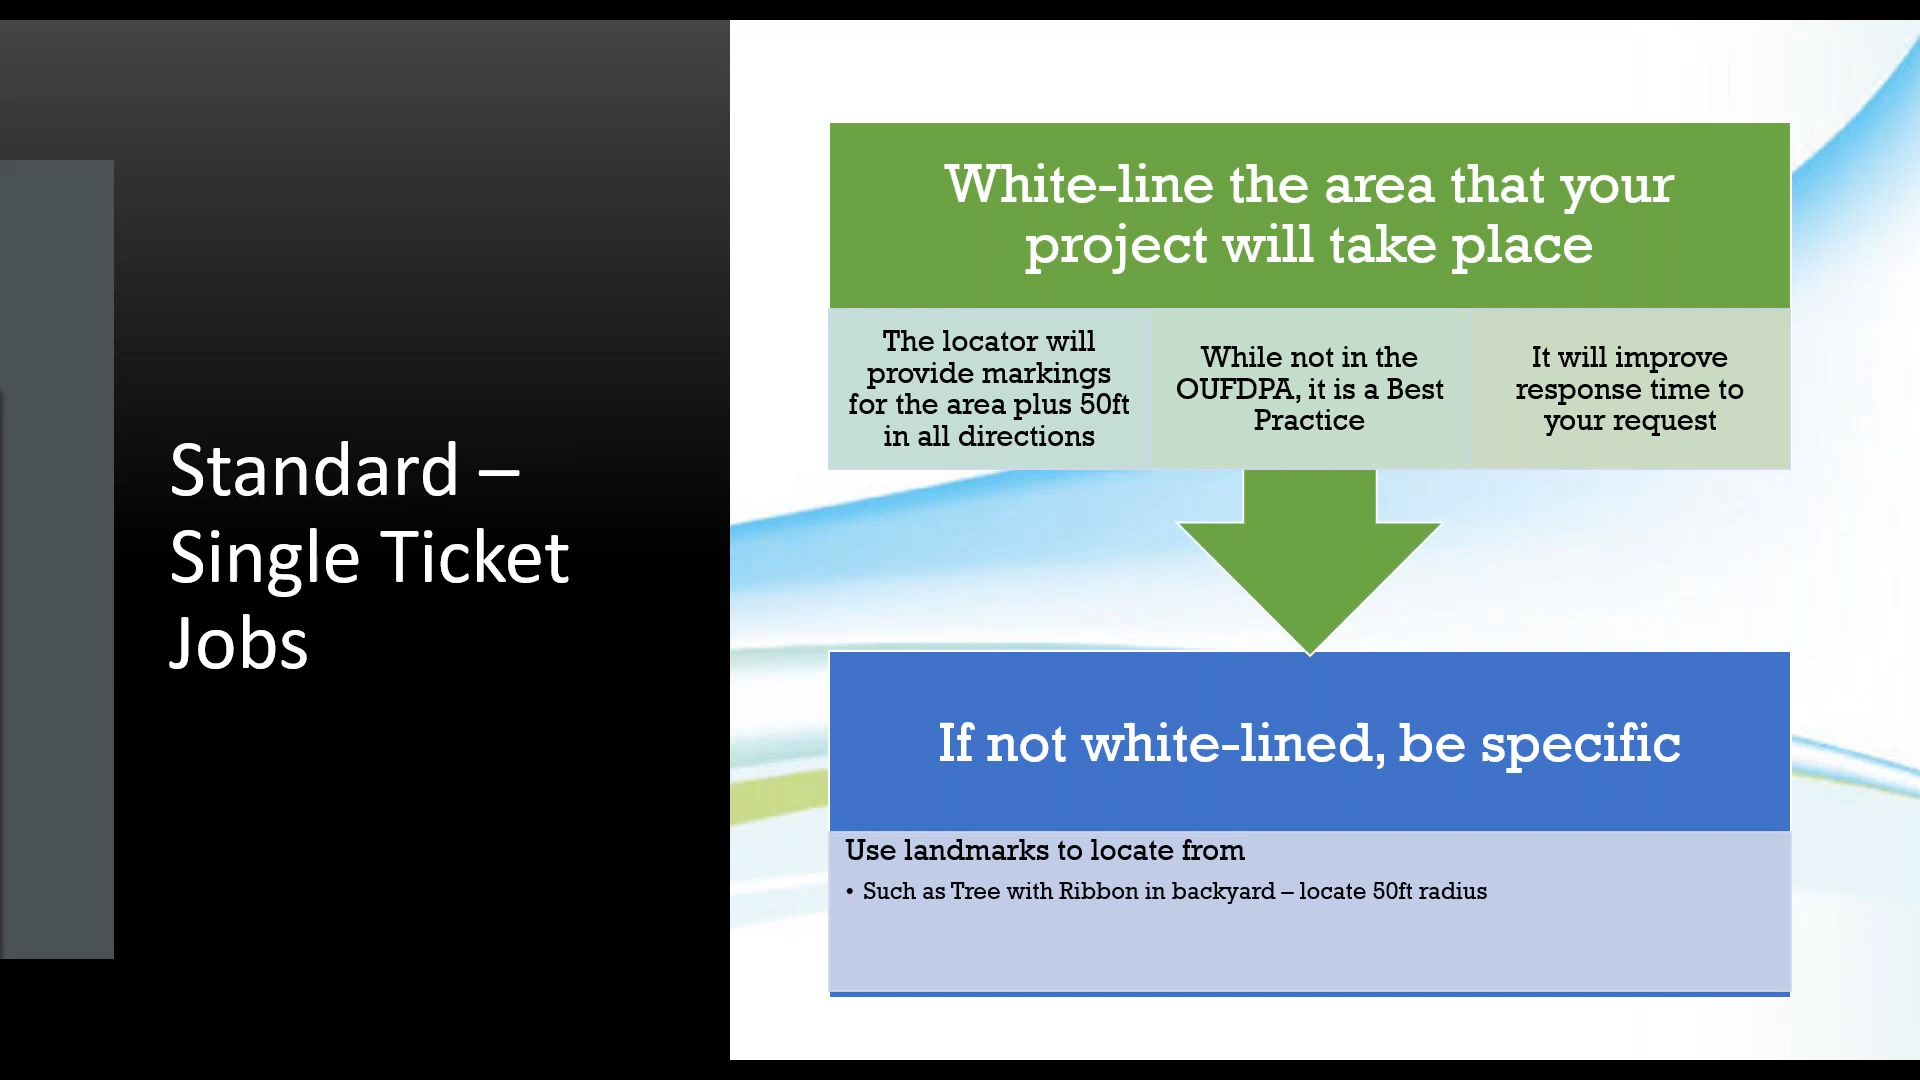 Standard –
Single Ticket
Jobs
White-line the area that your
project will take place
The locator will
provide markings
for the area plus 50ft
in all directions
While not in the
OUFDPA, it is a Best
Practice
It will improve
response time to
your request
If not white-lined, be specific
Use landmarks to locate from
• Such as Tree with Ribbon in backyard – locate 50ft radius